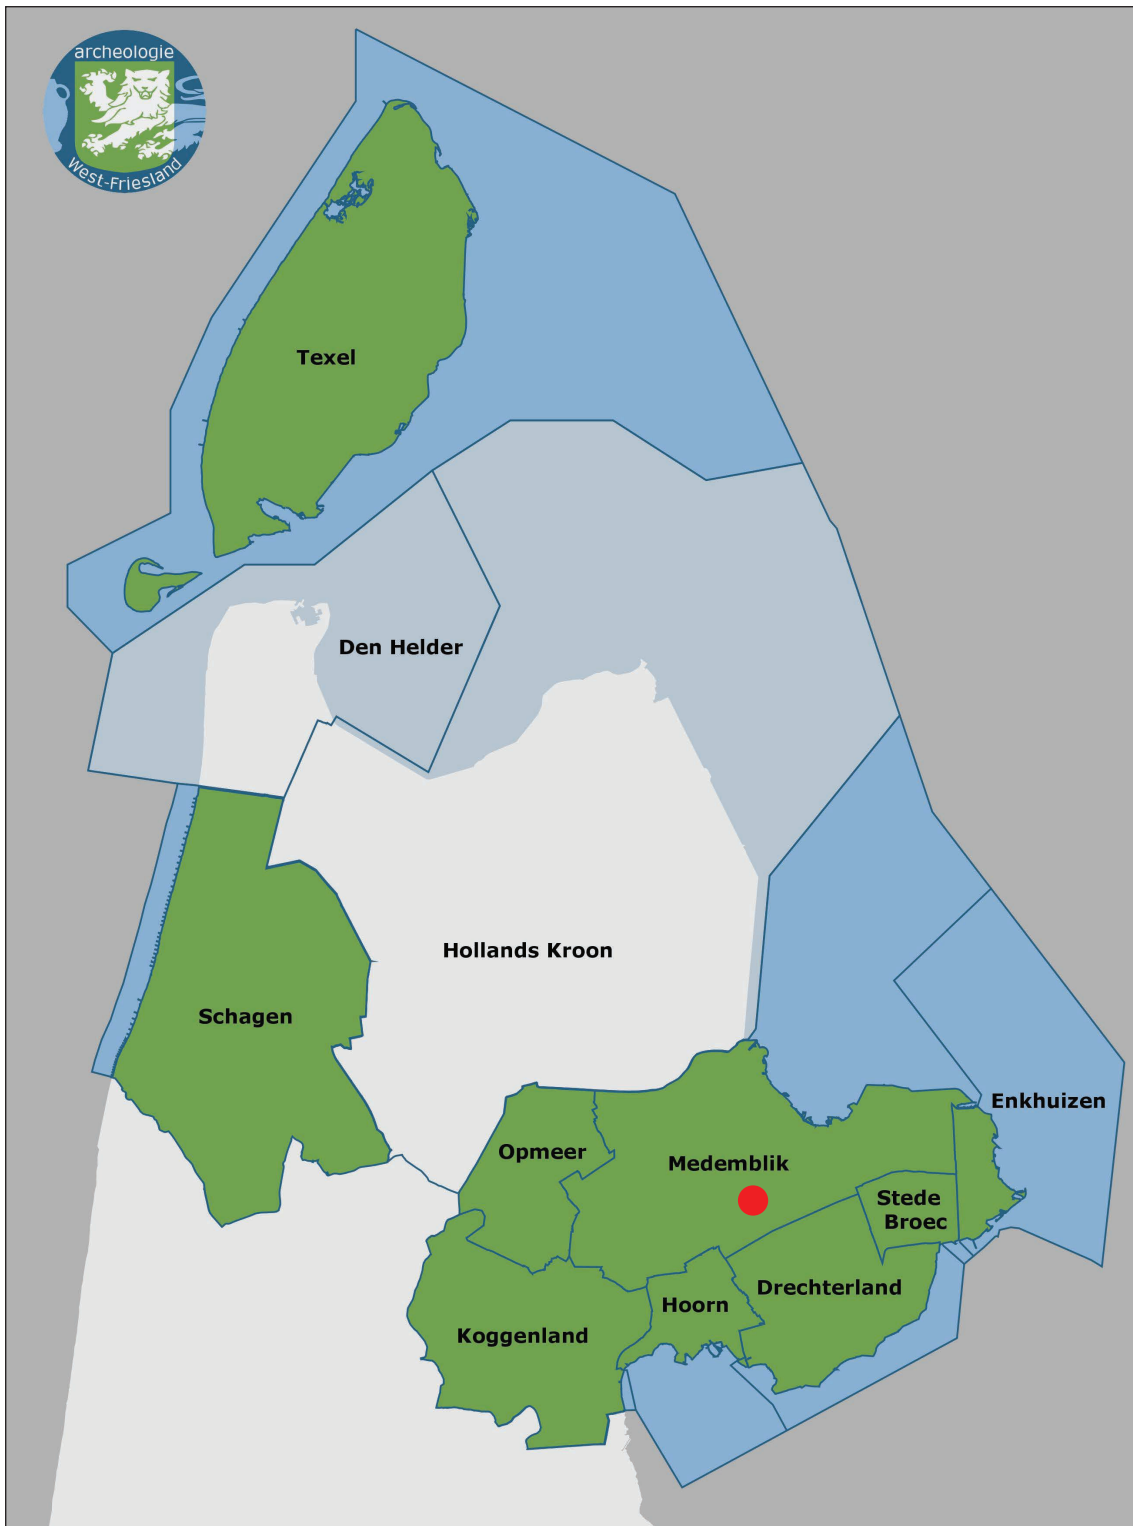 archeologie
West-Friesland
Texel
Den Helder
Hollands Kroon
Schagen
Enkhuizen
Opmeer
Medemblik
Stede
Broec
Drechterland
Hoorn
Koggenland